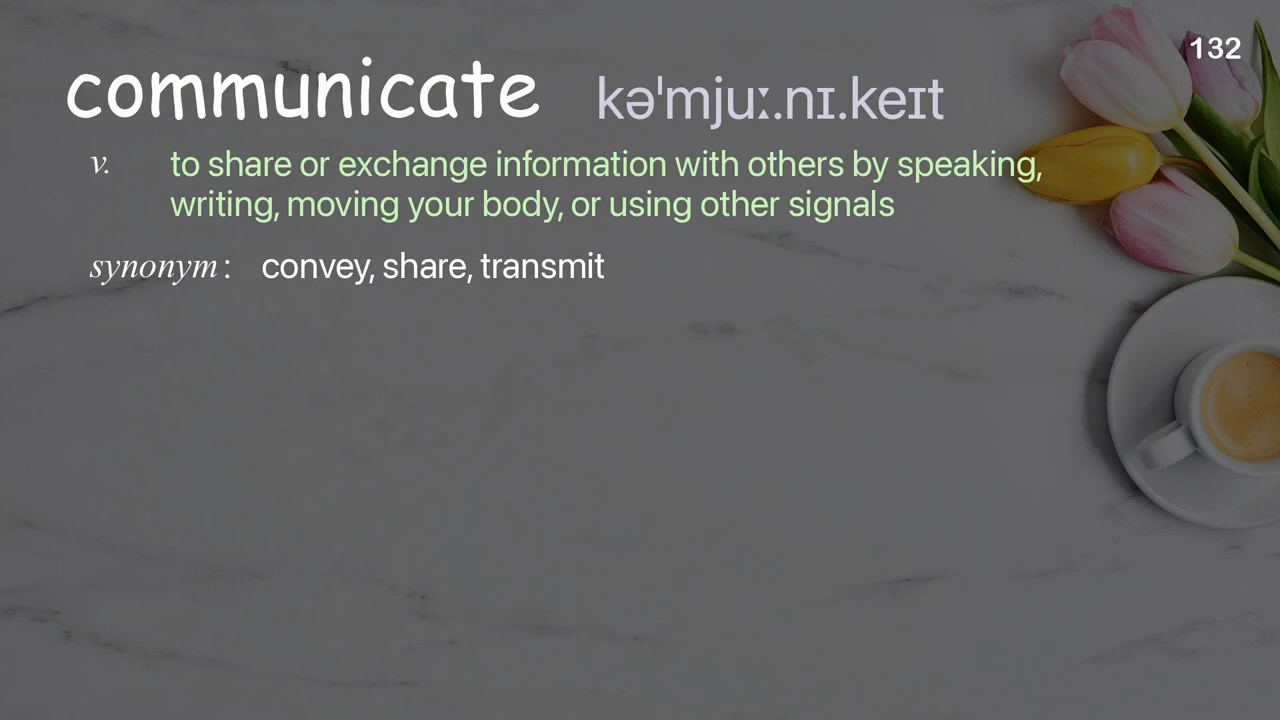 132
communicate kəˈmjuː.nɪ.keɪt
v. to share or exchange information with others by speaking,
writing, moving your body, or using other signals
synonym : convey, share, transmit